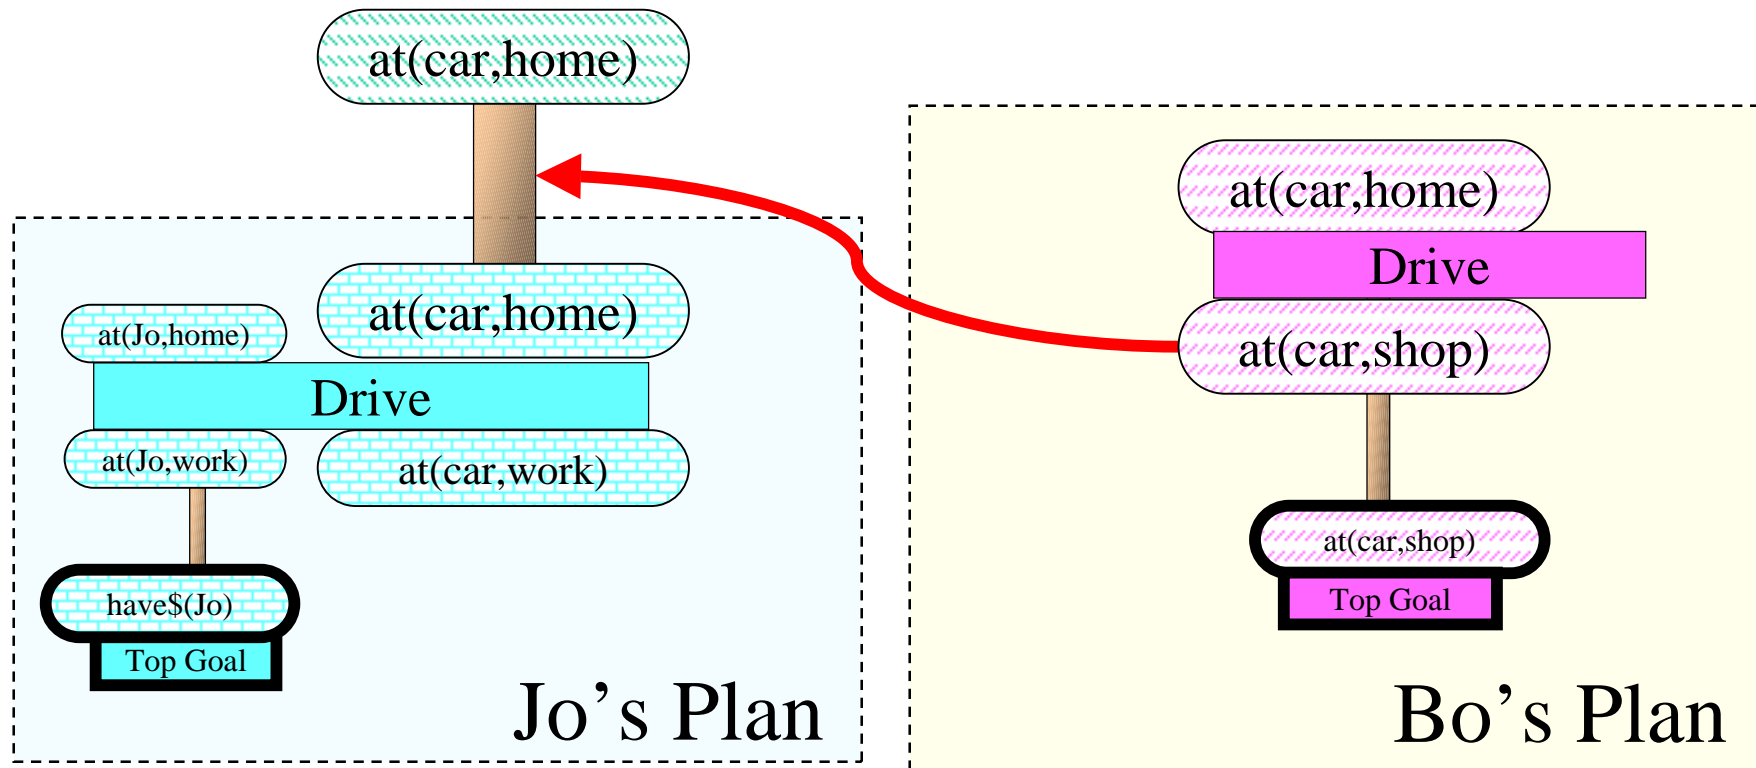 at(car,home)
at(car,home)
at(Jo,home)
Drive
at(Jo,work)
at(car,work)
have$(Jo)
Top Goal
Jo’s Plan
at(car,home)
Drive
at(car,shop)
at(car,shop)
Top Goal
Bo’s Plan